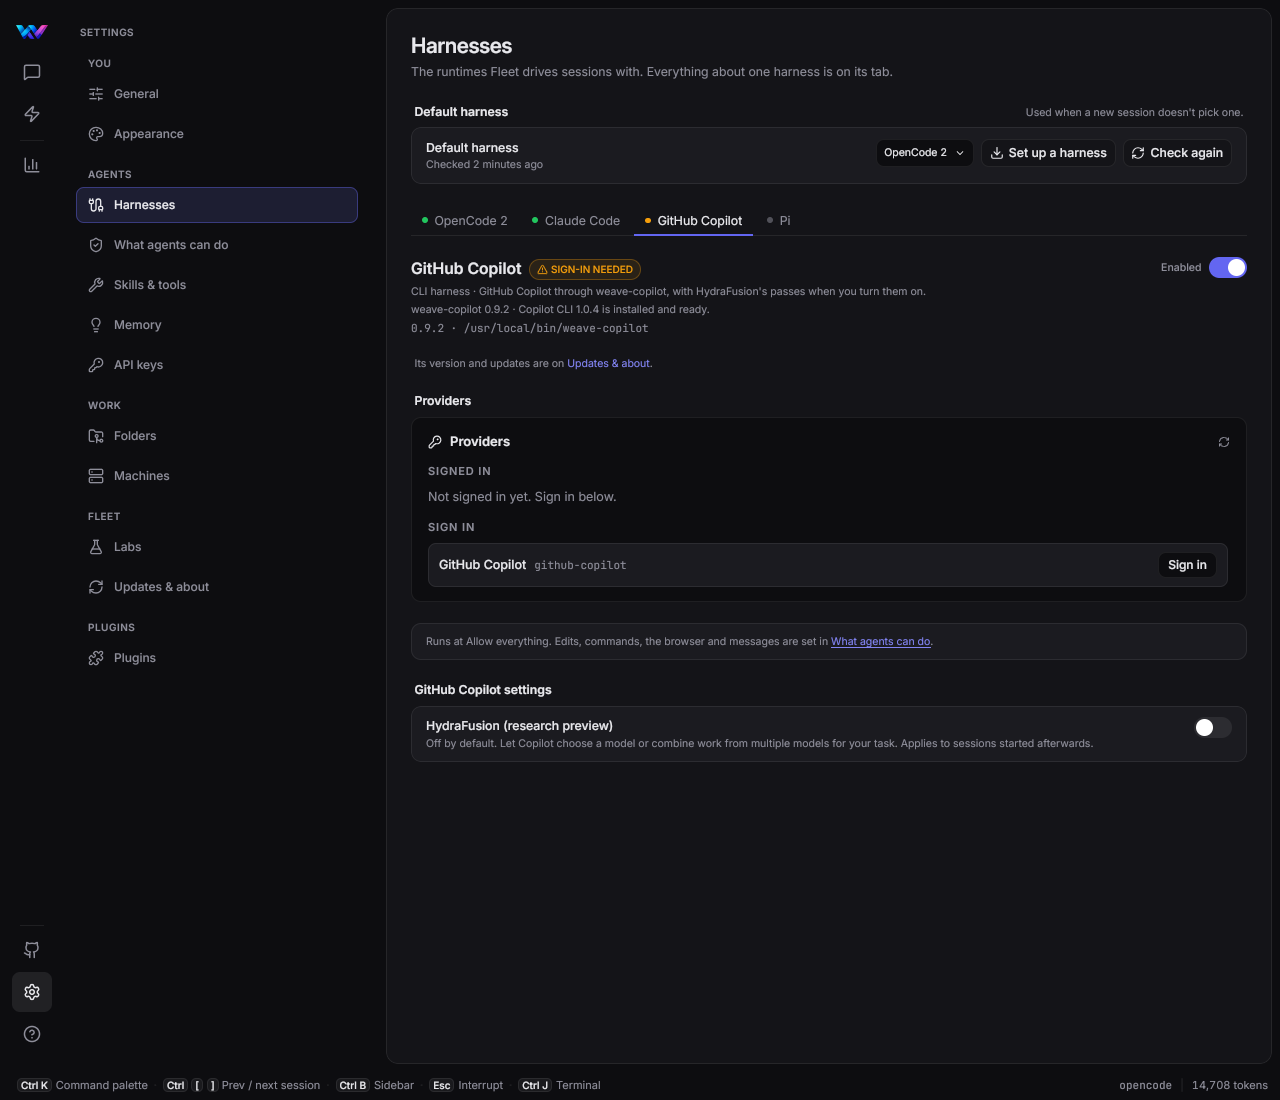 SETTINGS
YOU
General
Appearance
AGENTS
Harnesses
What agents can do
Skills & tools
Memory
API keys
WORK
Folders
Machines
FLEET
Labs
Updates & about
PLUGINS
Plugins
Harnesses
The runtimes Fleet drives sessions with. Everything about one harness is on its tab.
Default harness
Used when a new session doesn't pick one.
Default harness
Checked 2 minutes ago
OpenCode 2
Set up a harness
Check again
OpenCode 2
Claude Code
GitHub Copilot
Pi
GitHub Copilot
SIGN-IN NEEDED
Enabled
CLI harness · GitHub Copilot through weave-copilot, with HydraFusion's passes when you turn them on.
weave-copilot 0.9.2 · Copilot CLI 1.0.4 is installed and ready.
0.9.2 · /usr/local/bin/weave-copilot
Its version and updates are on Updates & about.
Providers
Providers
SIGNED IN
Not signed in yet. Sign in below.
SIGN IN
GitHub Copilot github-copilot
Sign in
Runs at Allow everything. Edits, commands, the browser and messages are set in What agents can do.
GitHub Copilot settings
HydraFusion (research preview)
Off by default. Let Copilot choose a model or combine work from multiple models for your task. Applies to sessions started afterwards.
Ctrl K Command palette · Ctrl [ ] Prev / next session · Ctrl B Sidebar · Esc Interrupt · Ctrl J Terminal
opencode
14,708 tokens